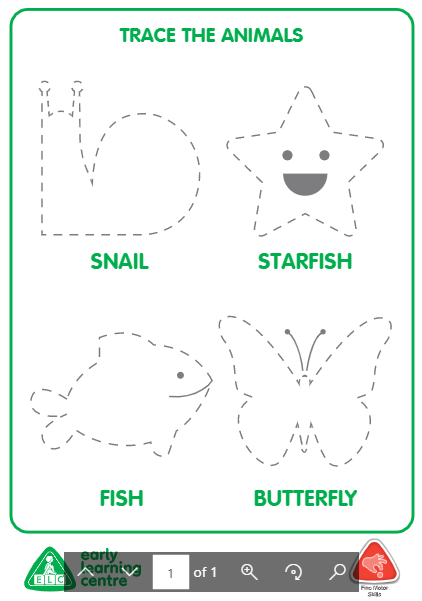 TRACE THE ANIMALS
SNAIL STARFISH
FISH BUTTERFLY
early
learning
centre
ELC
1 of 1
Fine Motor
Skills